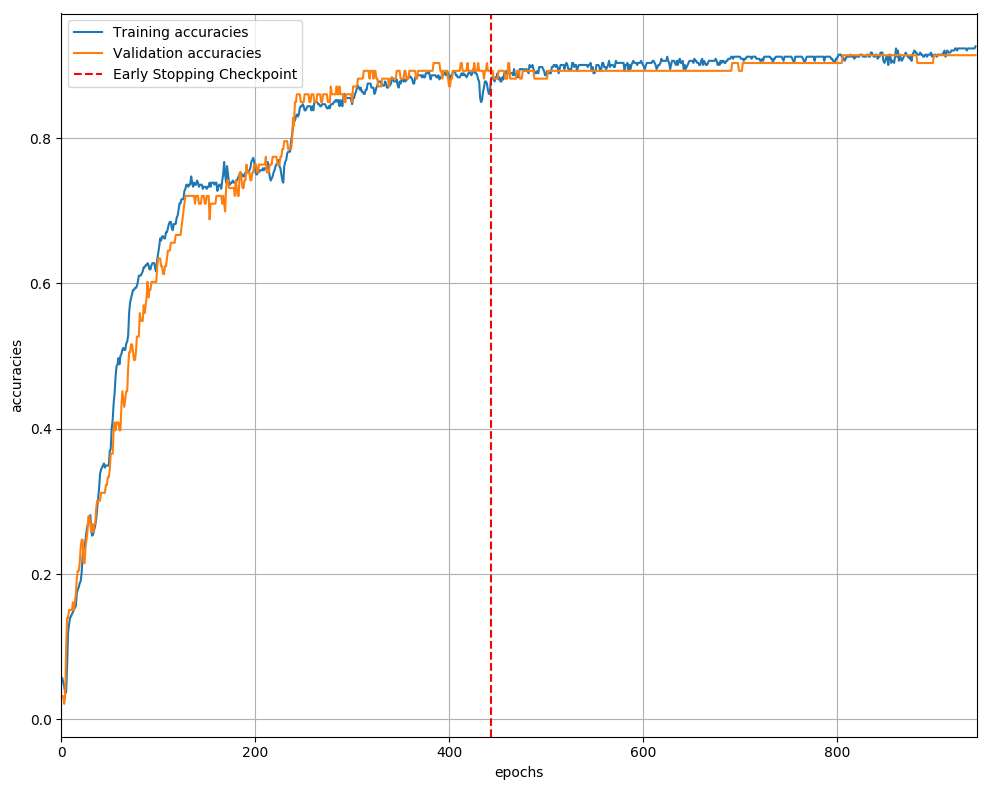 Training accuracies
Validation accuracies
Early Stopping Checkpoint
accuracies
0.8
0.6
0.4
0.2
0.0
0 200 400 600 800
epochs